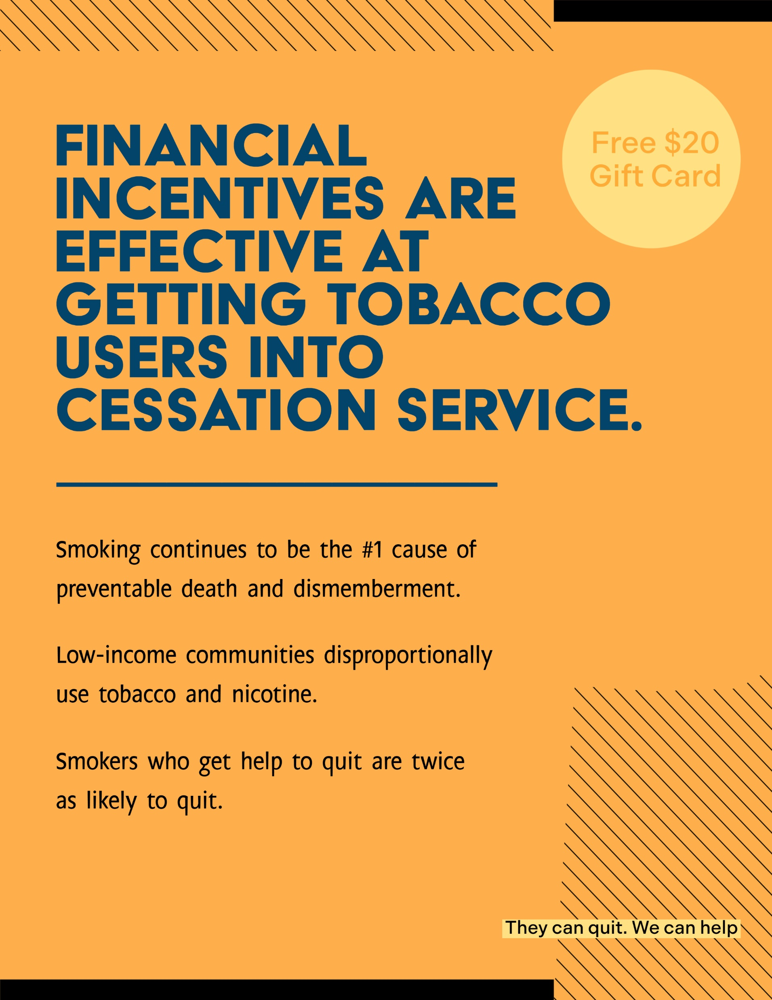 Free $20
Gift Card
FINANCIAL
INCENTIVES ARE
EFFECTIVE AT
GETTING TOBACCO
USERS INTO
CESSATION SERVICE.
Smoking continues to be the #1 cause of
preventable death and dismemberment.
Low-income communities disproportionally
use tobacco and nicotine.
Smokers who get help to quit are twice
as likely to quit.
They can quit. We can help